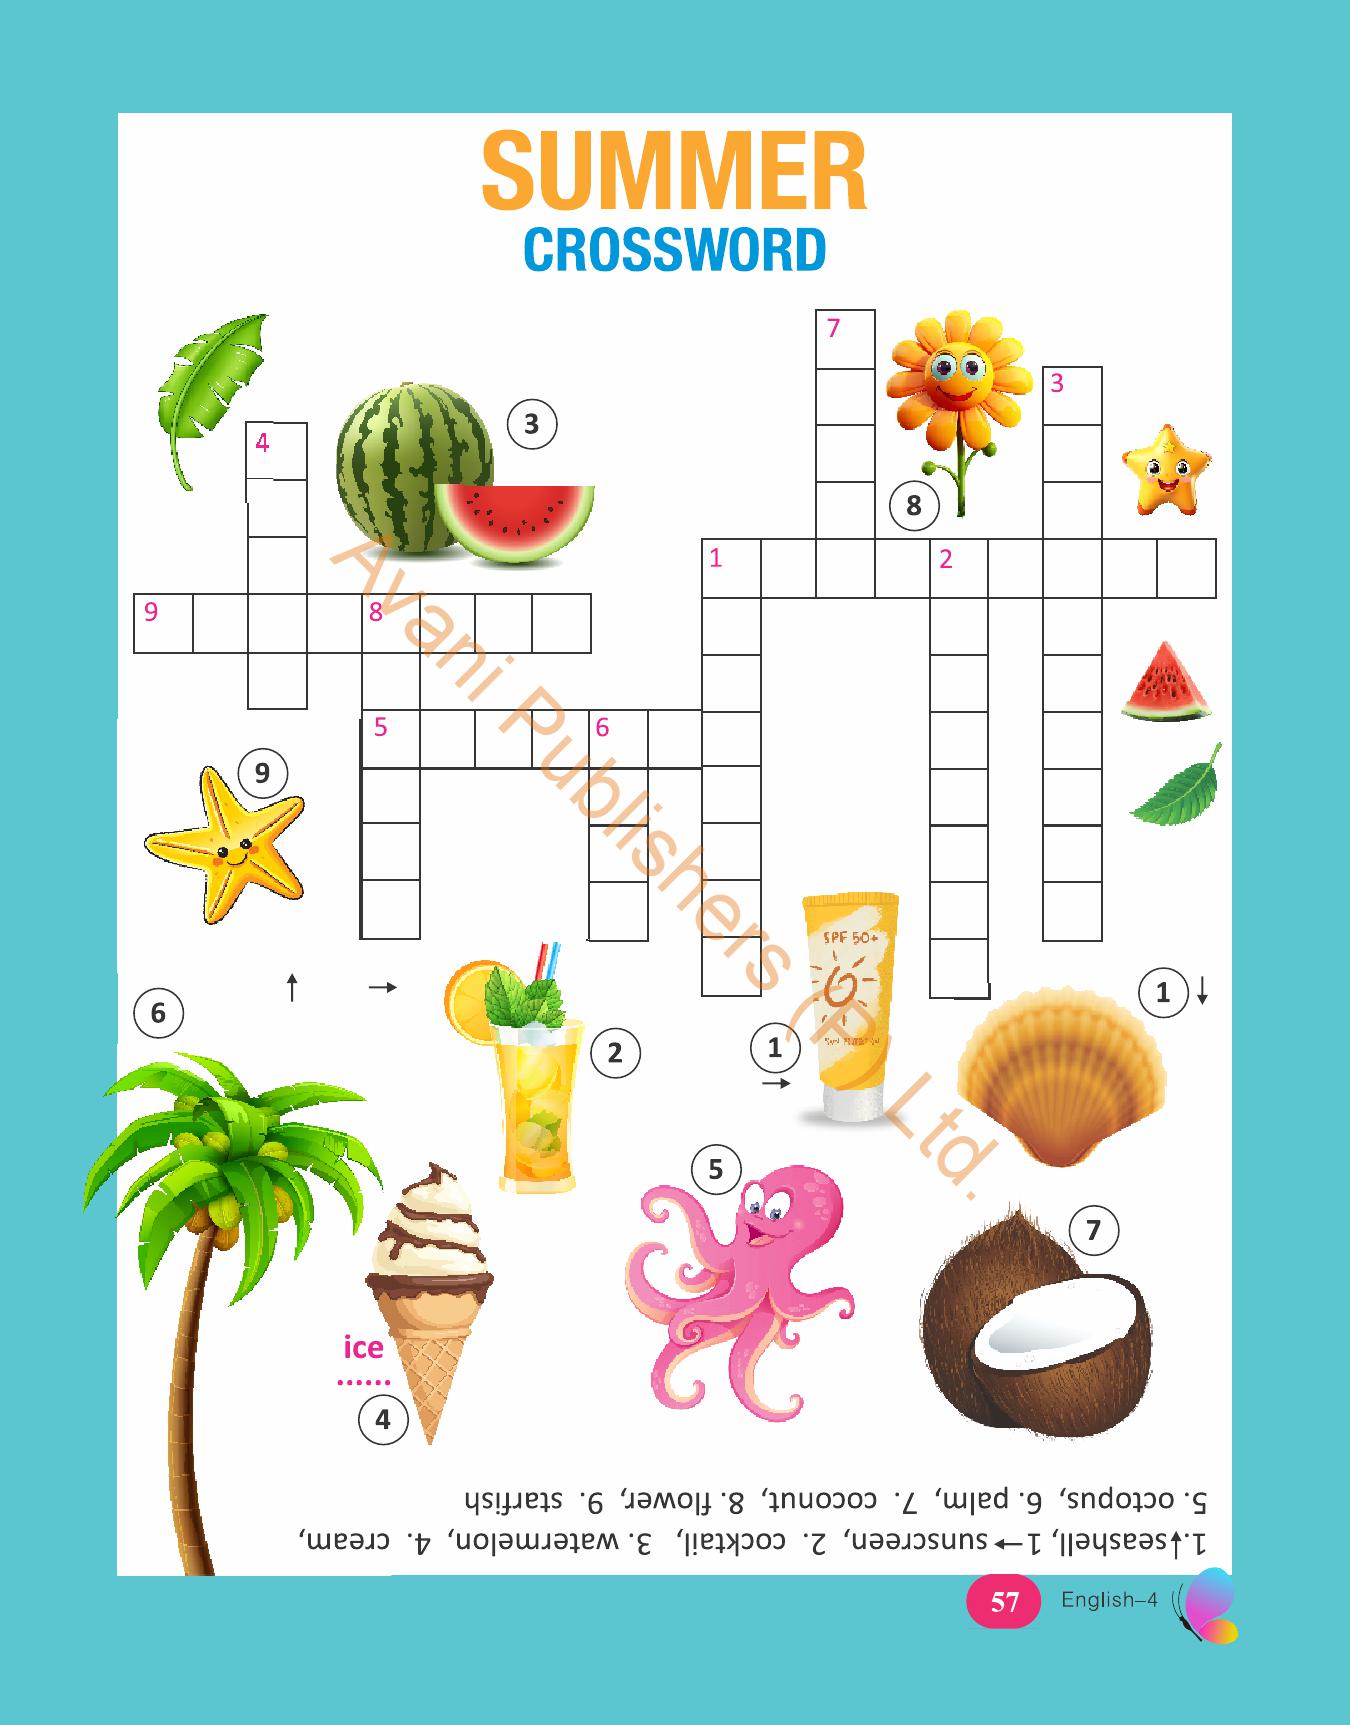 SUMMER
CROSSWORD
7
3
4
3
8
1
2
9
8
5
6
9
SPF 50+
6
1
2
1
5
7
ice
......
4
1.↓seashell, 1→sunscreen, 2. cocktail, 3. watermelon, 4. cream,
5. octopus, 6. palm, 7. coconut, 8. flower, 9. starfish
57 English–4
Avani Publishers (P) Ltd.